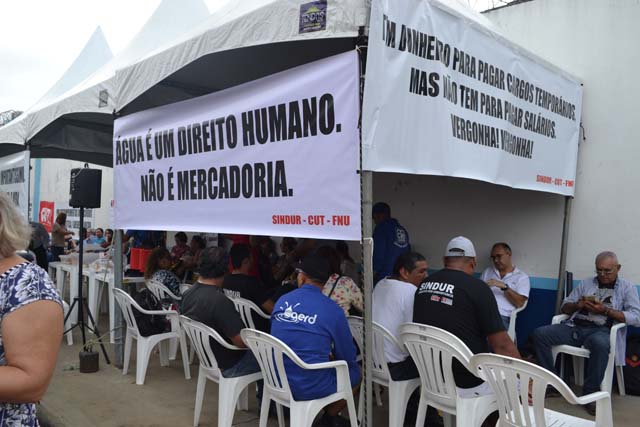 ÁGUA É UM DIREITO HUMANO.
NÃO É MERCADORIA.
SINDUR - CUT - FNU
TEM DINHEIRO PARA PAGAR CARGOS TEMPORÁRIOS.
MAS NÃO TEM PARA PAGAR SALÁRIOS.
VERGONHA! VERGONHA!
SINDUR - CUT - FNU
SINDUR
caerd